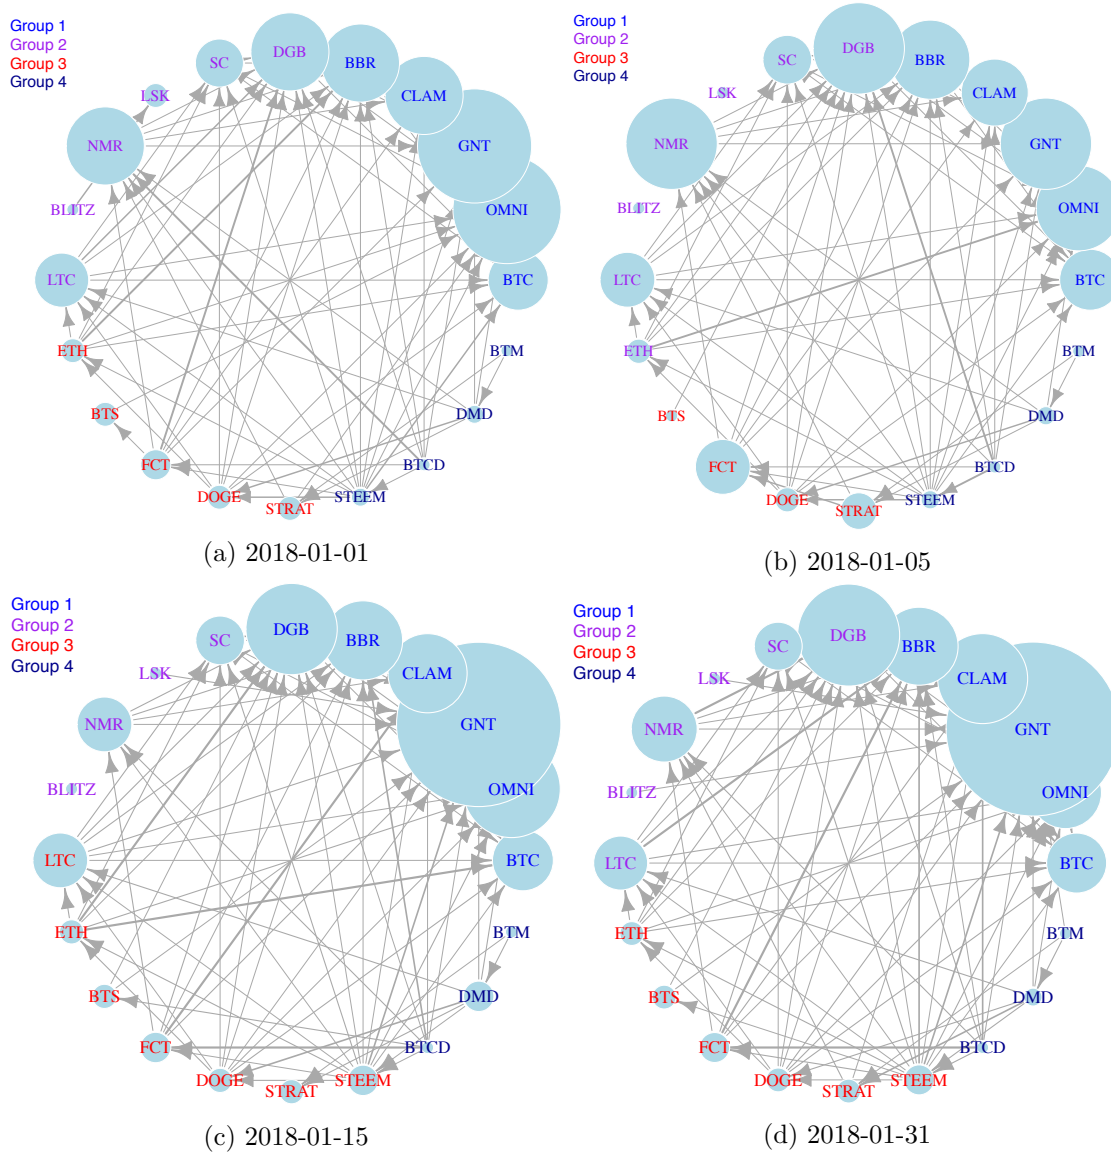 Group 1
Group 2
Group 3
Group 4
DGB
BBR
SC
CLAM
LSK
GNT
NMR
OMNI
BLITZ
LTC
BTC
ETH
BTM
BTS
DMD
FCT
BTCD
DOGE
STEEM
STRAT
(a) 2018-01-01
Group 1
Group 2
Group 3
Group 4
DGB
BBR
SC
CLAM
LSK
GNT
NMR
OMNI
BLITZ
LTC
BTC
ETH
BTM
BTS
DMD
FCT
BTCD
DOGE
STEEM
STRAT
(b) 2018-01-05
Group 1
Group 2
Group 3
Group 4
DGB
BBR
SC
CLAM
LSK
GNT
NMR
OMNI
BLITZ
LTC
BTC
ETH
BTM
BTS
DMD
FCT
BTCD
DOGE
STEEM
STRAT
(c) 2018-01-15
Group 1
Group 2
Group 3
Group 4
DGB
BBR
SC
CLAM
LSK
GNT
NMR
OMNI
BLITZ
LTC
BTC
ETH
BTM
BTS
DMD
FCT
BTCD
DOGE
STEEM
STRAT
(d) 2018-01-31